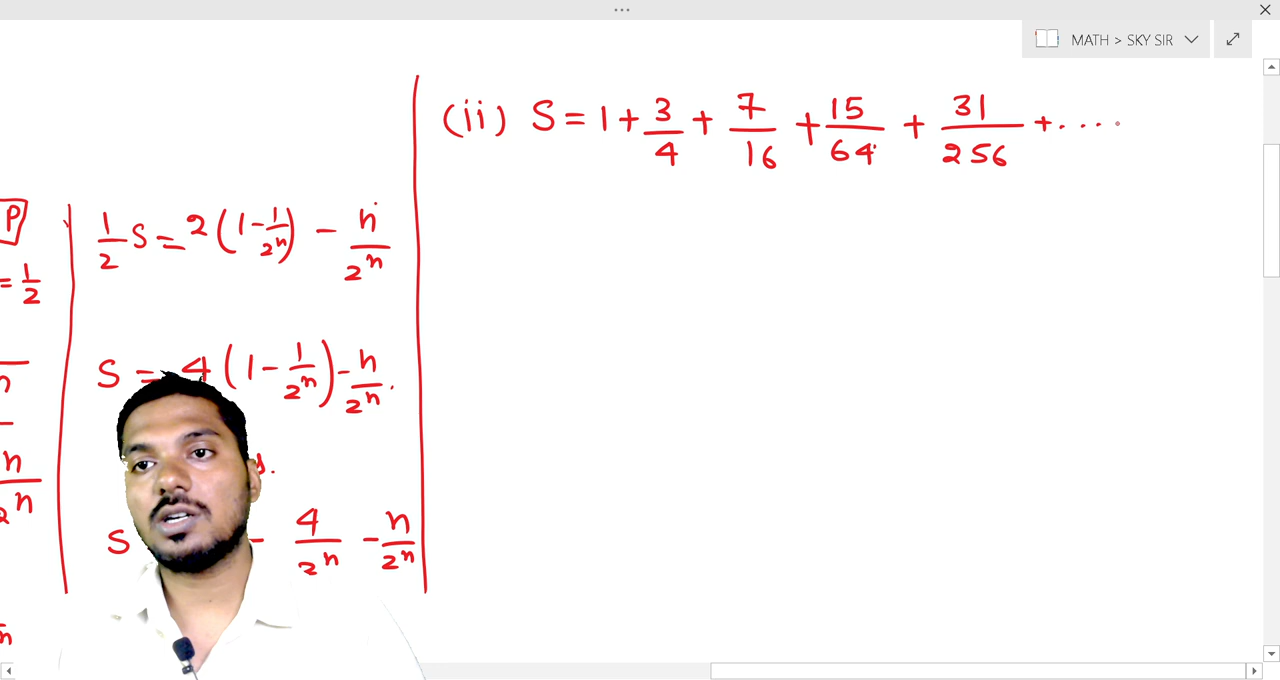 MATH > SKY SIR
(ii) S = 1 + 3/4 + 7/16 + 15/64 + 31/256 + ....
P
= 1/2
n
n
2^n
n
1/2 S = 2(1 - 1/2^n) - n/2^n
S = 4(1 - 1/2^n) - n/2^n.
s.
S - 4/2^n - n/2^n